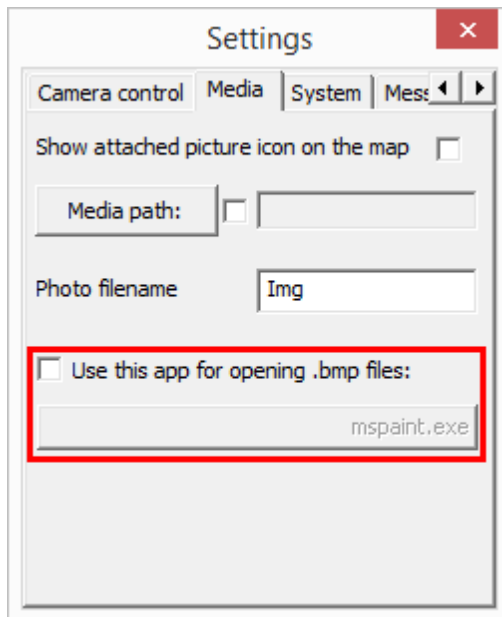 Settings
Camera control Media System Mess
Show attached picture icon on the map
Media path:
Photo filename Img
Use this app for opening .bmp files:
mspaint.exe